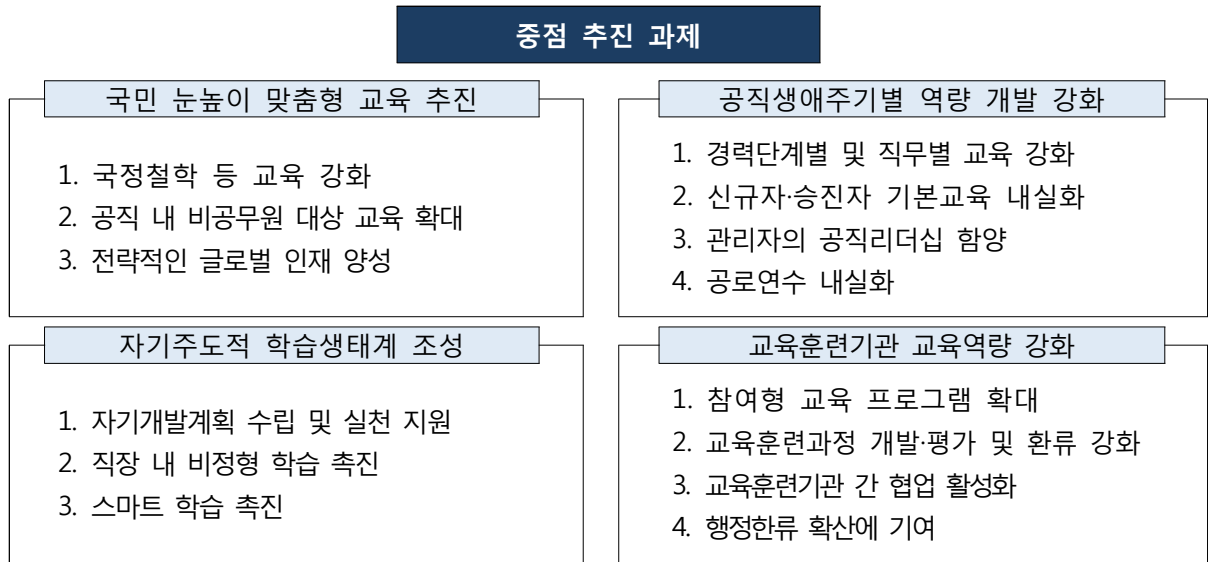 중점 추진 과제
국민 눈높이 맞춤형 교육 추진
1. 국정철학 등 교육 강화
2. 공직 내 비공무원 대상 교육 확대
3. 전략적인 글로벌 인재 양성
공직생애주기별 역량 개발 강화
1. 경력단계별 및 직무별 교육 강화
2. 신규자·승진자 기본교육 내실화
3. 관리자의 공직리더십 함양
4. 공로연수 내실화
자기주도적 학습생태계 조성
1. 자기개발계획 수립 및 실천 지원
2. 직장 내 비정형 학습 촉진
3. 스마트 학습 촉진
교육훈련기관 교육역량 강화
1. 참여형 교육 프로그램 확대
2. 교육훈련과정 개발·평가 및 환류 강화
3. 교육훈련기관 간 협업 활성화
4. 행정한류 확산에 기여